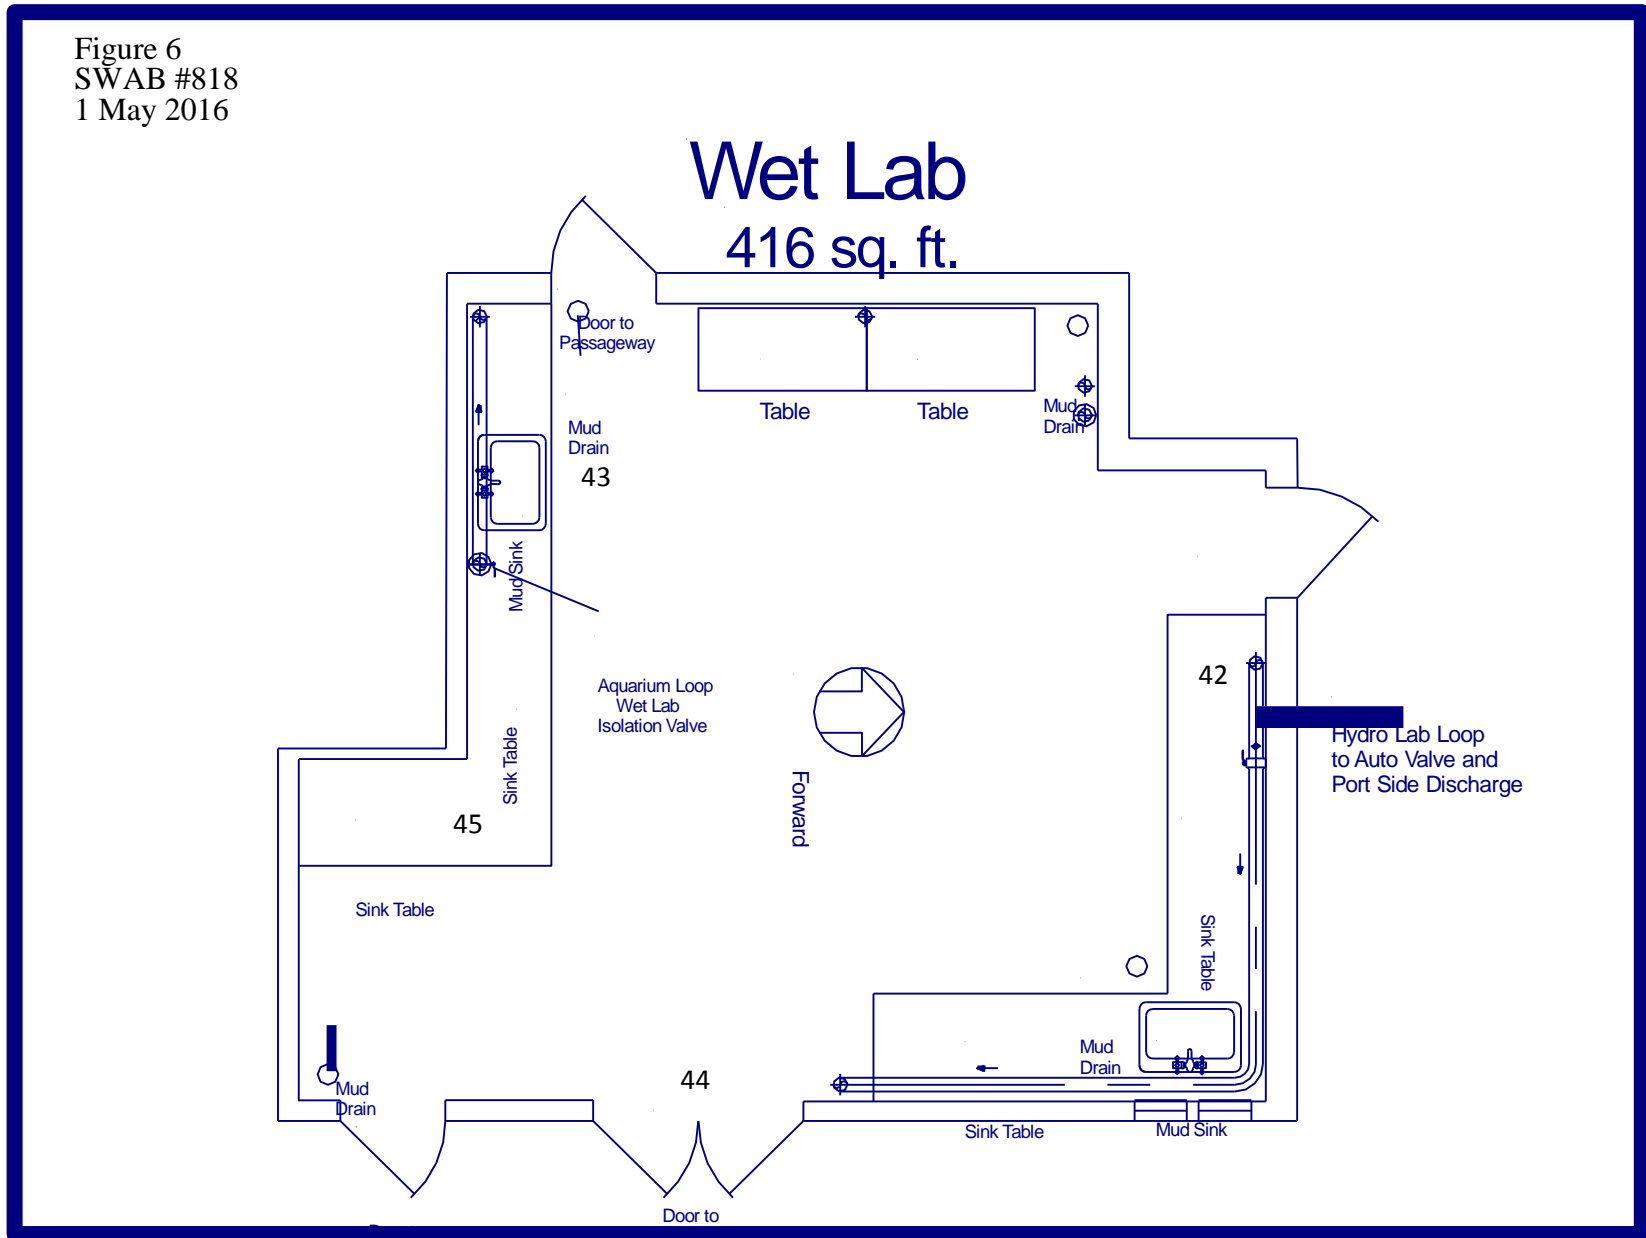 Figure 6
SWAB #818
1 May 2016
Wet Lab
416 sq. ft.
Door to
Passageway
Table
Table
Mud
Drain
Mud
Drain
43
Mud Sink
Aquarium Loop
Wet Lab
Isolation Valve
42
Hydro Lab Loop
to Auto Valve and
Port Side Discharge
Sink Table
Forward
45
Sink Table
Sink Table
Mud
Drain
44
Mud
Drain
Sink Table
Mud Sink
Door to